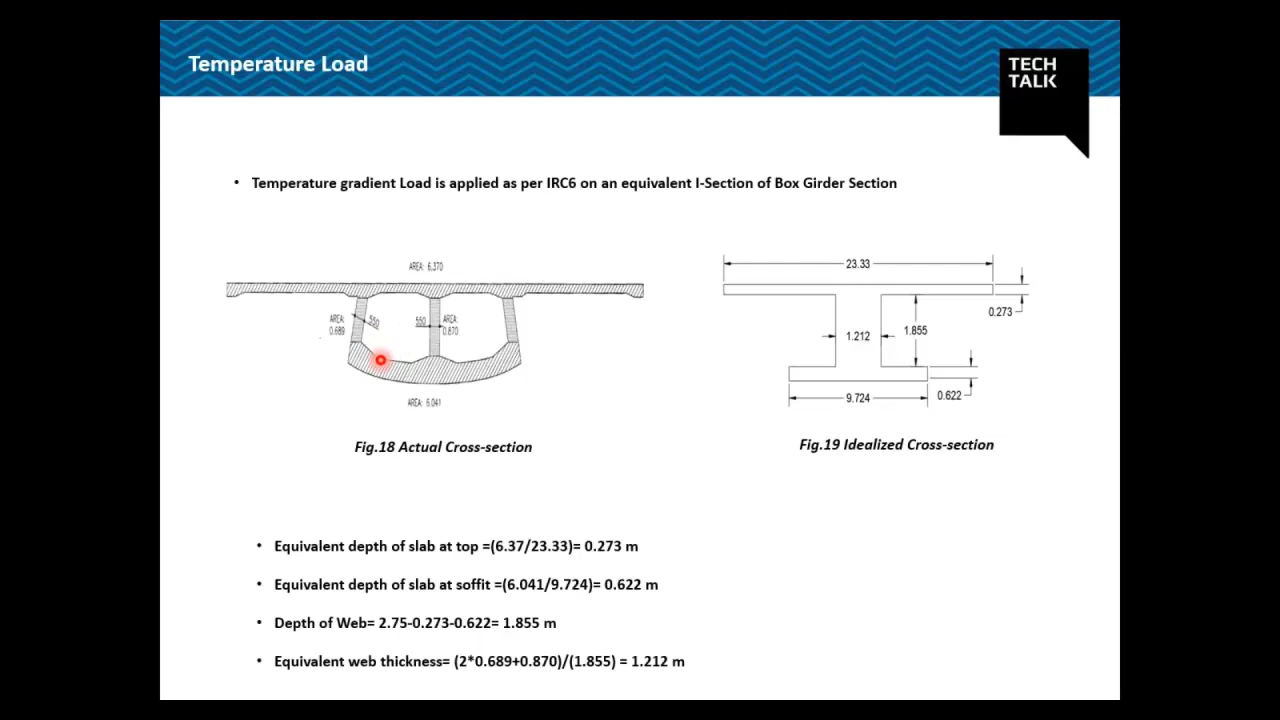 Temperature Load
TECH
TALK
• Temperature gradient Load is applied as per IRC6 on an equivalent I-Section of Box Girder Section
AREA: 6.370
AREA:
0.689
550
550
AREA:
0.870
AREA: 6.041
23.33
0.273
1.212
1.855
9.724
0.622
Fig.18 Actual Cross-section
Fig.19 Idealized Cross-section
• Equivalent depth of slab at top =(6.37/23.33)= 0.273 m
• Equivalent depth of slab at soffit =(6.041/9.724)= 0.622 m
• Depth of Web= 2.75-0.273-0.622= 1.855 m
• Equivalent web thickness= (2*0.689+0.870)/(1.855) = 1.212 m